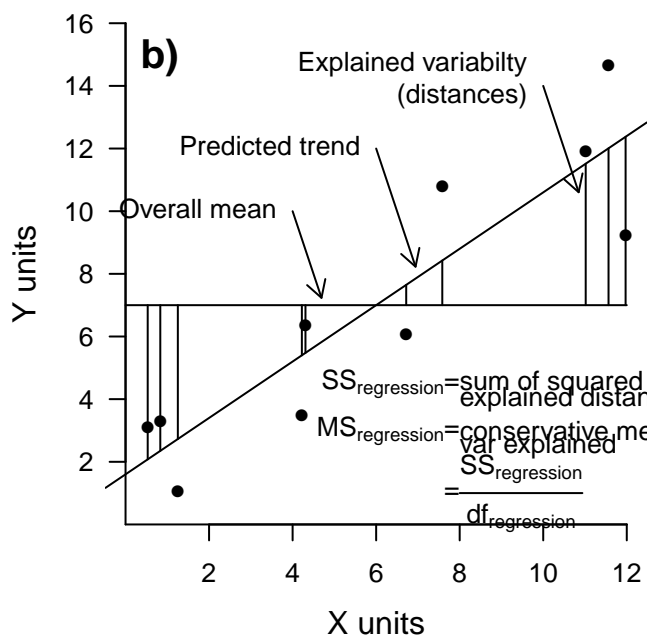 b)
Explained variabilty
(distances)
Predicted trend
Overall mean
SSregression=sum of squared
explained distan
MSregression=conservative me
var explained
=SSregression
dfregression
16
14
12
10
8
6
4
2
Y units
2 4 6 8 10 12
X units